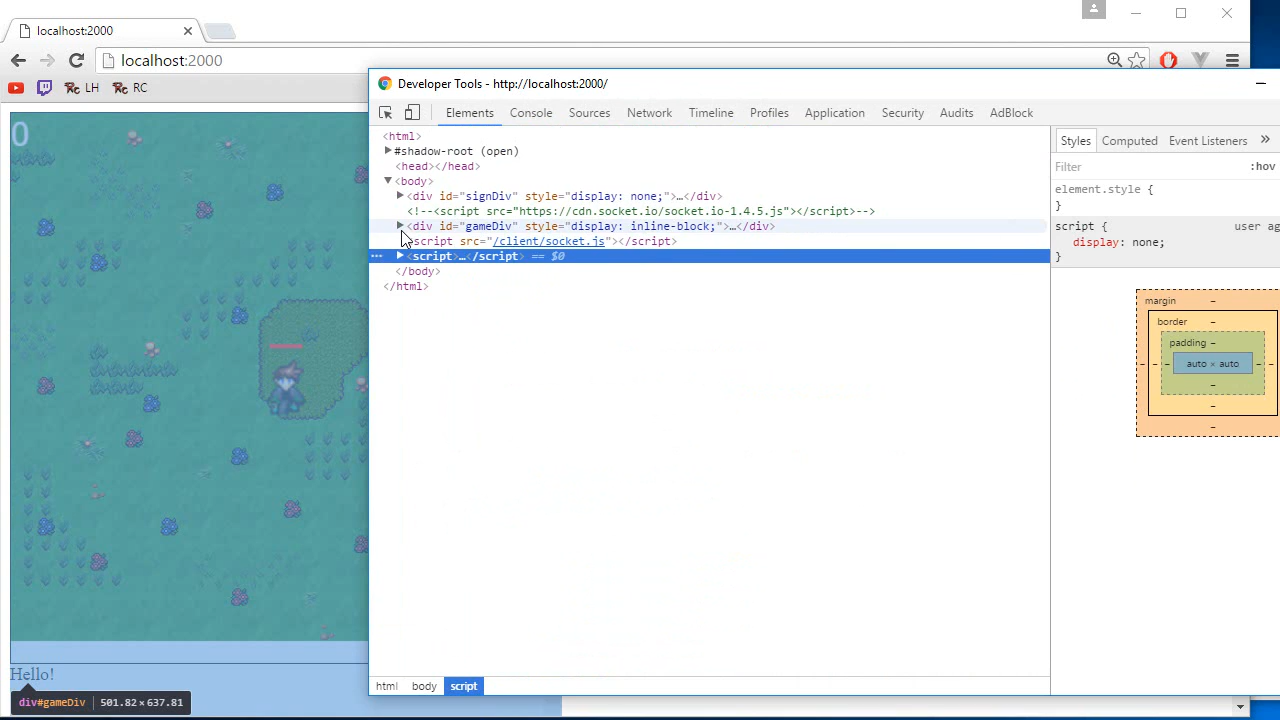 localhost:2000
localhost:2000
LH RC
Developer Tools - http://localhost:2000/
Elements Console Sources Network Timeline Profiles Application Security Audits AdBlock
<html>
#shadow-root (open)
<head></head>
<body>
<div id="signDiv" style="display: none;">…</div>
<!--<script src="https://cdn.socket.io/socket.io-1.4.5.js"></script>-->
<div id="gameDiv" style="display: inline-block;">…</div>
<script src="/client/socket.js"></script>
… <script>…</script> == $0
</body>
</html>
html body script
Styles Computed Event Listeners »
Filter :hov
element.style {
}
script { user ag
display: none;
}
margin –
border –
padding –
– – – auto × auto – – –
–
–
–
0
Hello!
div#gameDiv | 501.82×637.81